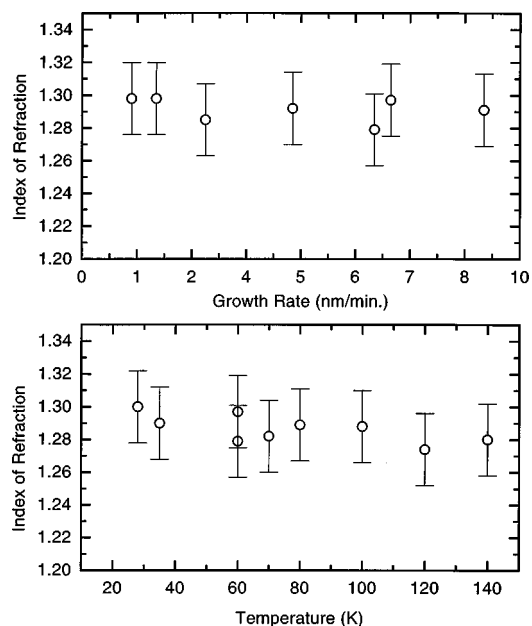 1.34
1.32
1.30
1.28
1.26
1.24
1.22
1.20
Index of Refraction
0 1 2 3 4 5 6 7 8 9 10
Growth Rate (nm/min.)
1.34
1.32
1.30
1.28
1.26
1.24
1.22
1.20
Index of Refraction
20 40 60 80 100 120 140
Temperature (K)